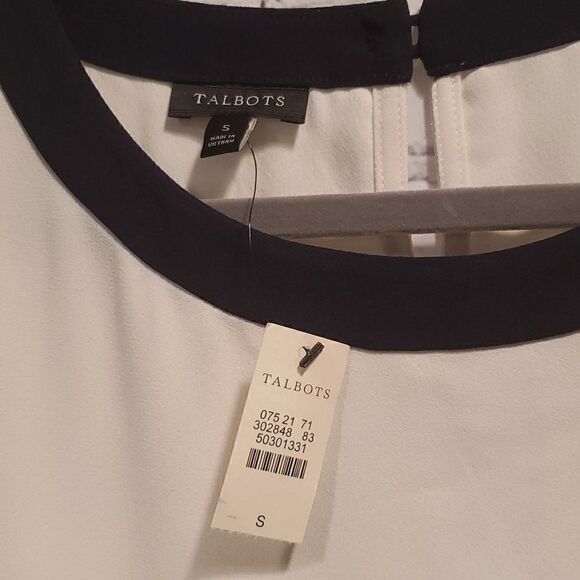 TALBOTS
S
MADE IN
VIETNAM
TALBOTS
075 21 71
302848 83
50301331
S